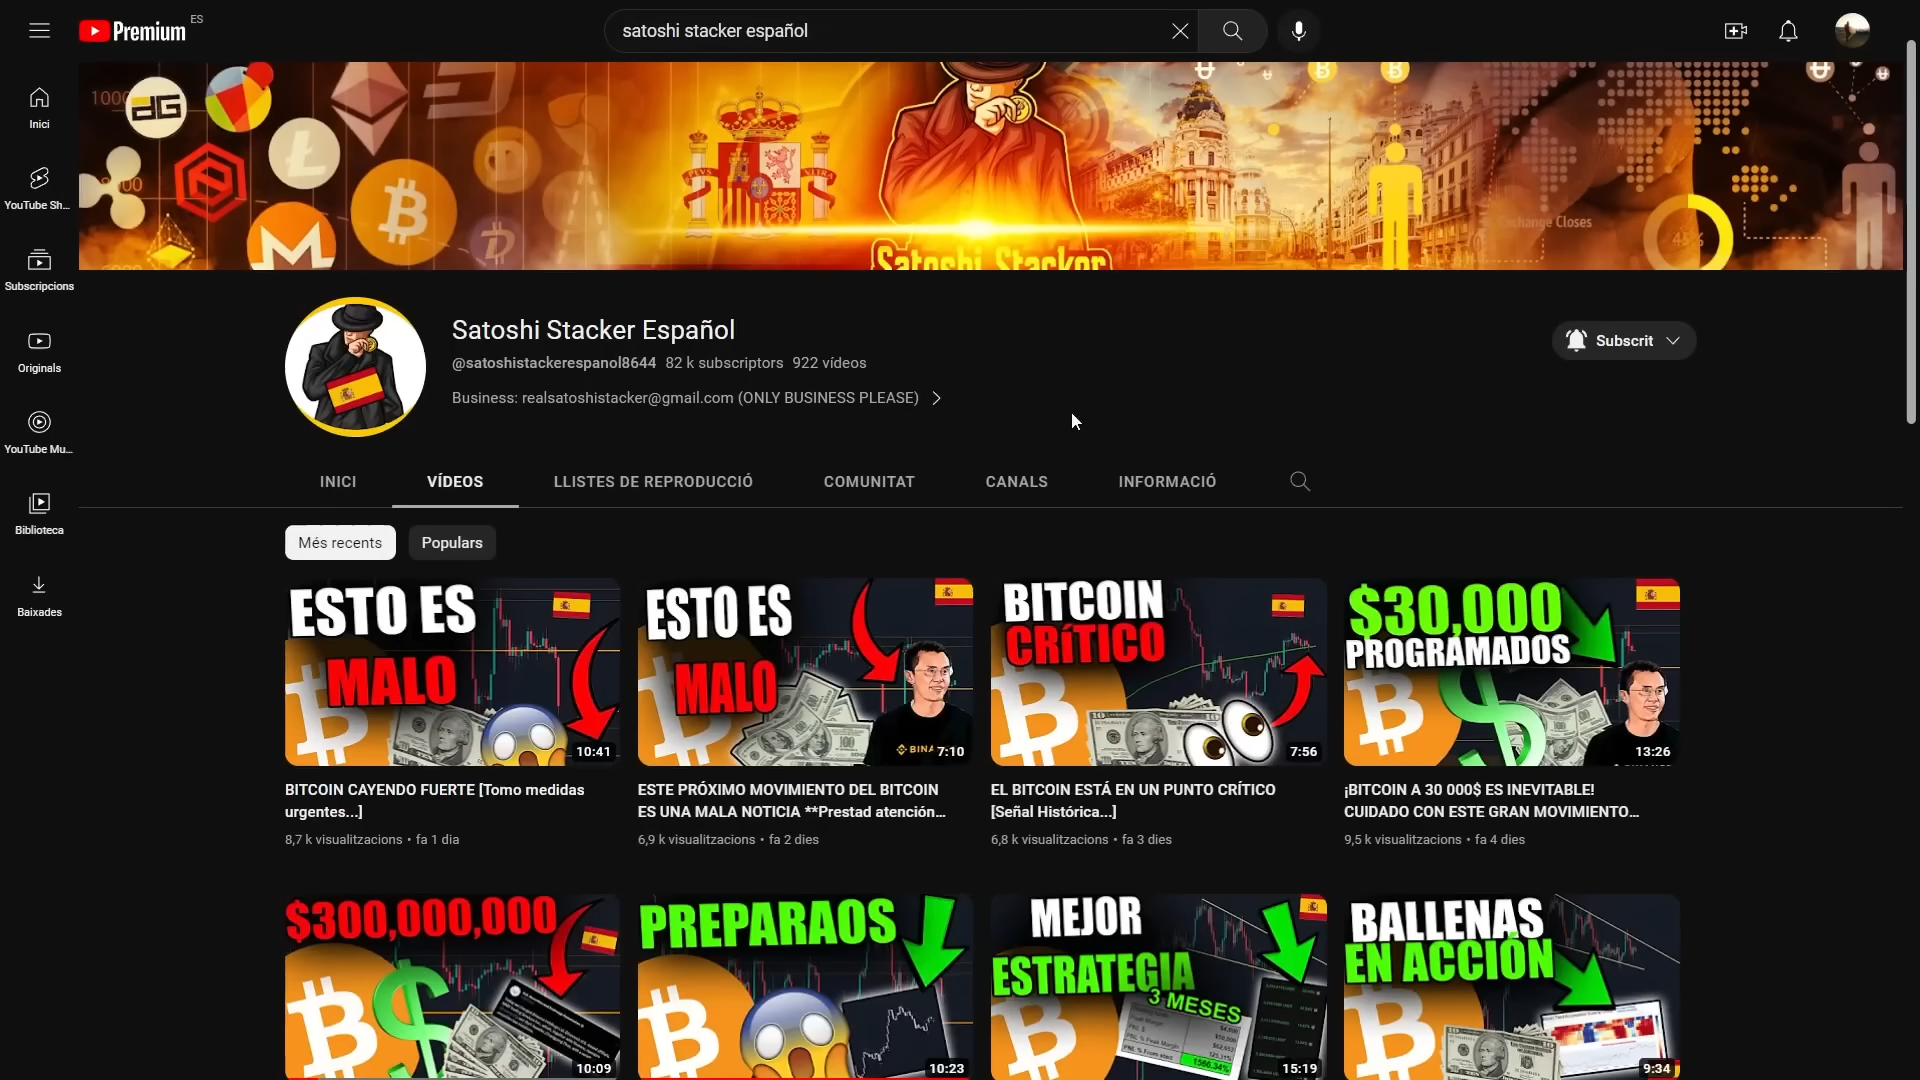 Premium
ES
satoshi stacker español
Inici
YouTube Sh...
Subscripcions
Originals
YouTube Mu...
Biblioteca
Baixades
Exchange Closes
45%
Satoshi Stacker
Satoshi Stacker Español
@satoshistackerespanol8644 82 k subscriptors 922 vídeos
Business: realsatoshistacker@gmail.com (ONLY BUSINESS PLEASE)
Subscrit
INICI
VÍDEOS
LLISTES DE REPRODUCCIÓ
COMUNITAT
CANALS
INFORMACIÓ
Més recents
Populars
ESTO ES
MALO
10:41
ESTO ES
MALO
BINA
7:10
BITCOIN
CRÍTICO
7:56
$30,000
PROGRAMADOS
13:26
BITCOIN CAYENDO FUERTE [Tomo medidas
urgentes...]
8,7 k visualitzacions • fa 1 dia
ESTE PRÓXIMO MOVIMIENTO DEL BITCOIN
ES UNA MALA NOTICIA **Prestad atención...
6,9 k visualitzacions • fa 2 dies
EL BITCOIN ESTÁ EN UN PUNTO CRÍTICO
[Señal Histórica...]
6,8 k visualitzacions • fa 3 dies
¡BITCOIN A 30 000$ ES INEVITABLE!
CUIDADO CON ESTE GRAN MOVIMIENTO...
9,5 k visualitzacions • fa 4 dies
$300,000,000
10:09
PREPARAOS
10:23
MEJOR
ESTRATEGIA
3 MESES
1566.34%
15:19
BALLENAS
EN ACCIÓN
9:34